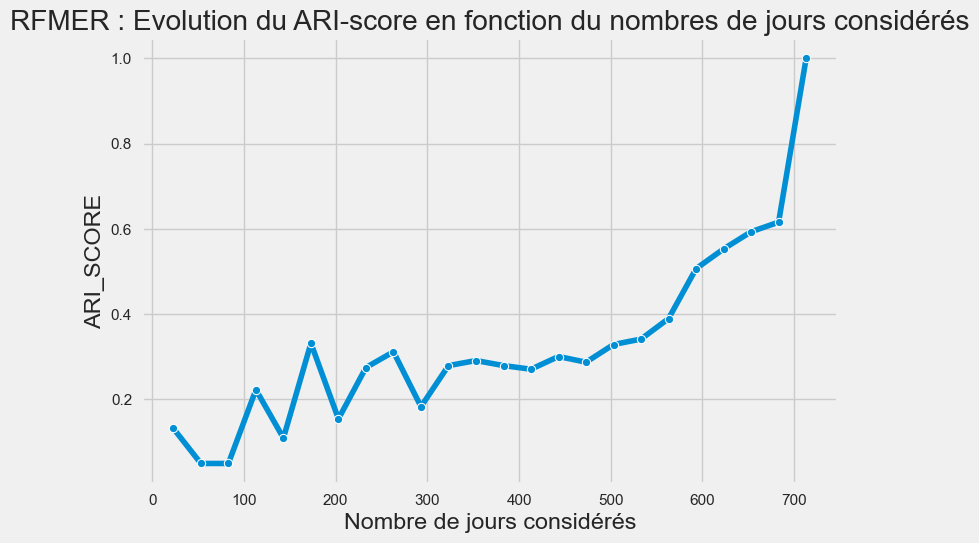 RFMER : Evolution du ARI-score en fonction du nombres de jours considérés
1.0
0.8
0.6
0.4
0.2
ARI_SCORE
0 100 200 300 400 500 600 700
Nombre de jours considérés